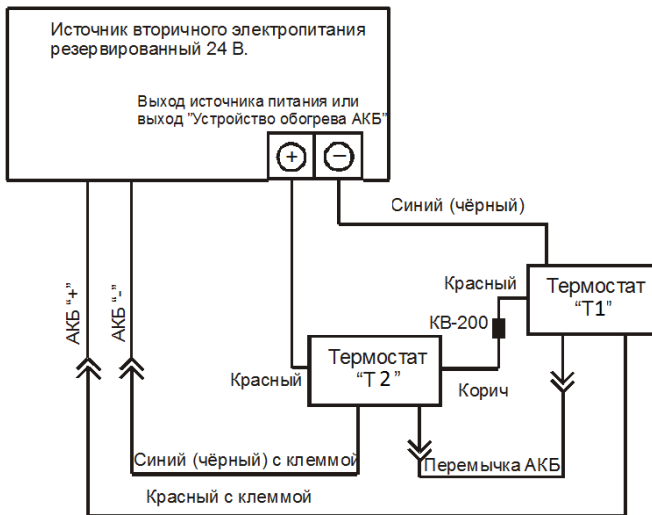 Источник вторичного электропитания
резервированный 24 В.
Выход источника питания или
выход "Устройство обогрева АКБ"
+ −
Синий (чёрный)
Красный
Термостат
“Т1”
КВ-200
АКБ “+”
АКБ “-”
Термостат
“Т2”
Красный
Корич
Синий (чёрный) с клеммой
Перемычка АКБ
Красный с клеммой